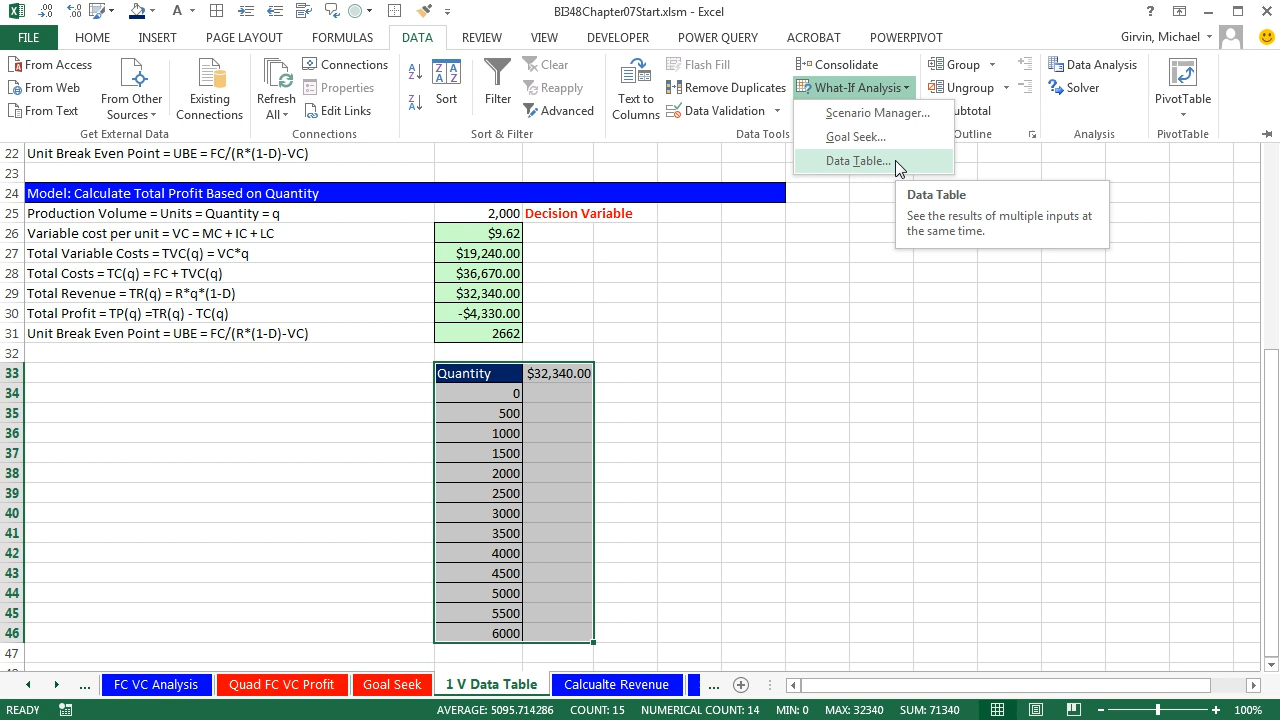 BI348Chapter07Start.xlsm - Excel
FILE HOME INSERT PAGE LAYOUT FORMULAS DATA REVIEW VIEW DEVELOPER POWER QUERY ACROBAT POWERPIVOT Girvin, Michael
From Access
From Web
From Text
From Other Sources
Existing Connections
Get External Data
Refresh All
Connections
Properties
Edit Links
Connections
Sort
Filter
Clear
Reapply
Advanced
Sort & Filter
Text to Columns
Flash Fill
Remove Duplicates
Data Validation
Data Tools
Consolidate
What-If Analysis
Scenario Manager...
Goal Seek...
Data Table...
Data Table
See the results of multiple inputs at
the same time.
Group
Ungroup
ubtotal
Outline
Data Analysis
Solver
Analysis
PivotTable
PivotTable
22 Unit Break Even Point = UBE = FC/(R*(1-D)-VC)
23
24 Model: Calculate Total Profit Based on Quantity
25 Production Volume = Units = Quantity = q 2,000 Decision Variable
26 Variable cost per unit = VC = MC + IC + LC $9.62
27 Total Variable Costs = TVC(q) = VC*q $19,240.00
28 Total Costs = TC(q) = FC + TVC(q) $36,670.00
29 Total Revenue = TR(q) = R*q*(1-D) $32,340.00
30 Total Profit = TP(q) =TR(q) - TC(q) -$4,330.00
31 Unit Break Even Point = UBE = FC/(R*(1-D)-VC) 2662
32
33 Quantity $32,340.00
34 0
35 500
36 1000
37 1500
38 2000
39 2500
40 3000
41 3500
42 4000
43 4500
44 5000
45 5500
46 6000
47
... FC VC Analysis Quad FC VC Profit Goal Seek 1 V Data Table Calcualte Revenue ...
READY AVERAGE: 5095.714286 COUNT: 15 NUMERICAL COUNT: 14 MIN: 0 MAX: 32340 SUM: 71340 100%